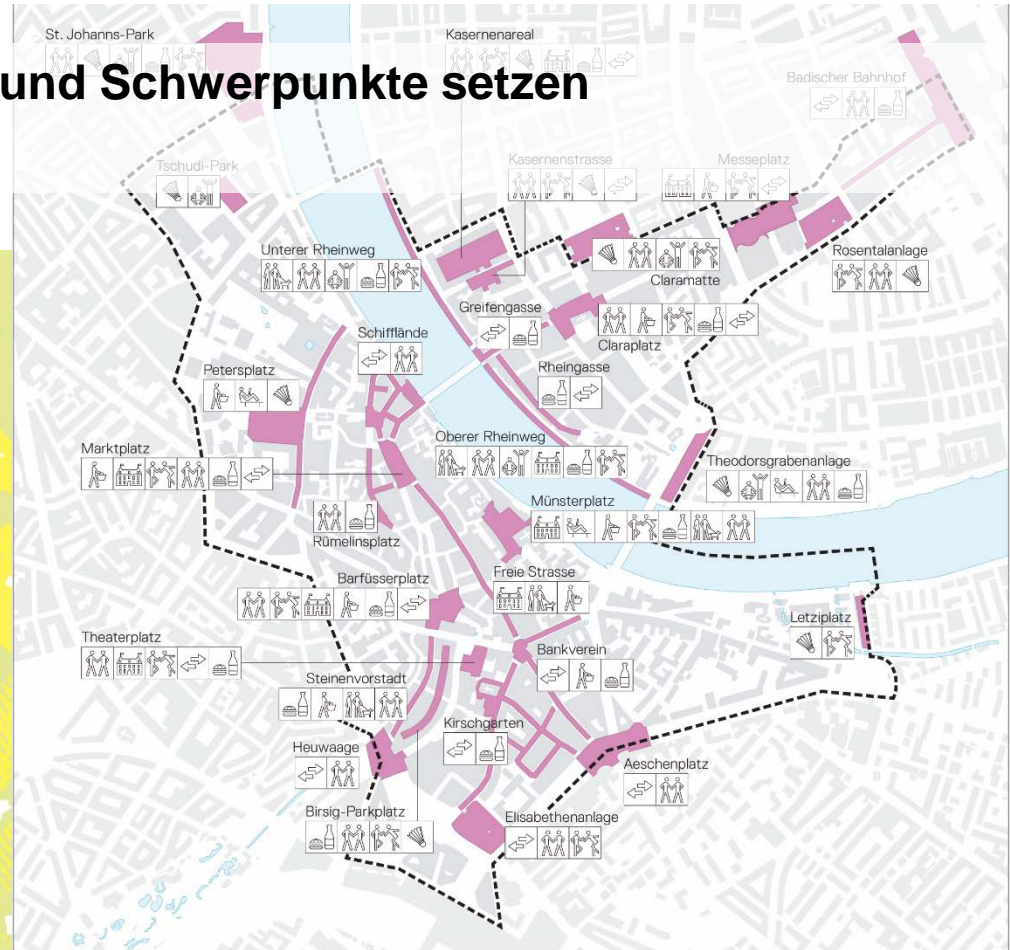 St. Johanns-Park
Kasernenareal
und Schwerpunkte setzen
Badischer Bahnhof
Tschudi-Park
Kasernenstrasse
Messeplatz
Unterer Rheinweg
Claramatte
Rosentalanlage
Greifengasse
Schifflände
Claraplatz
Petersplatz
Rheingasse
Marktplatz
Oberer Rheinweg
Theodorsgrabenanlage
Münsterplatz
Rümelinsplatz
Barfüsserplatz
Freie Strasse
Letziplatz
Theaterplatz
Bankverein
Steinenvorstadt
Kirschgarten
Heuwaage
Aeschenplatz
Birsig-Parkplatz
Elisabethenanlage